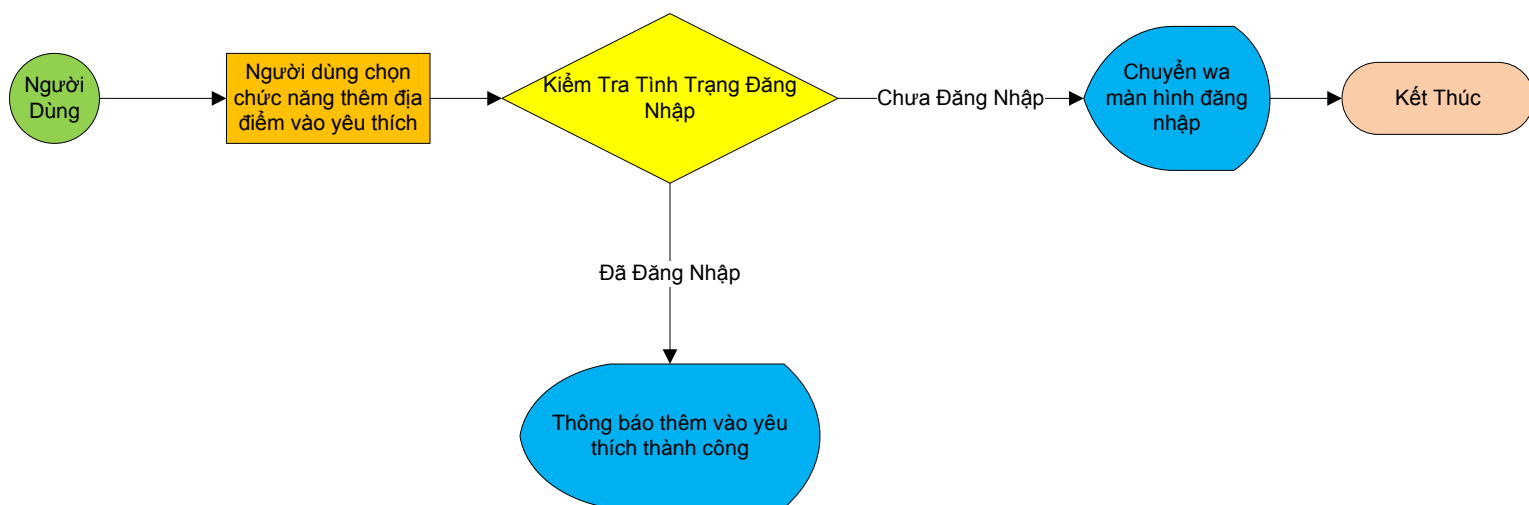 Người
Dùng
Người dùng chọn
chức năng thêm địa
điểm vào yêu thích
Kiểm Tra Tình Trạng Đăng
Nhập
Chưa Đăng Nhập
Chuyển wa
màn hình đăng
nhập
Kết Thúc
Đã Đăng Nhập
Thông báo thêm vào yêu
thích thành công